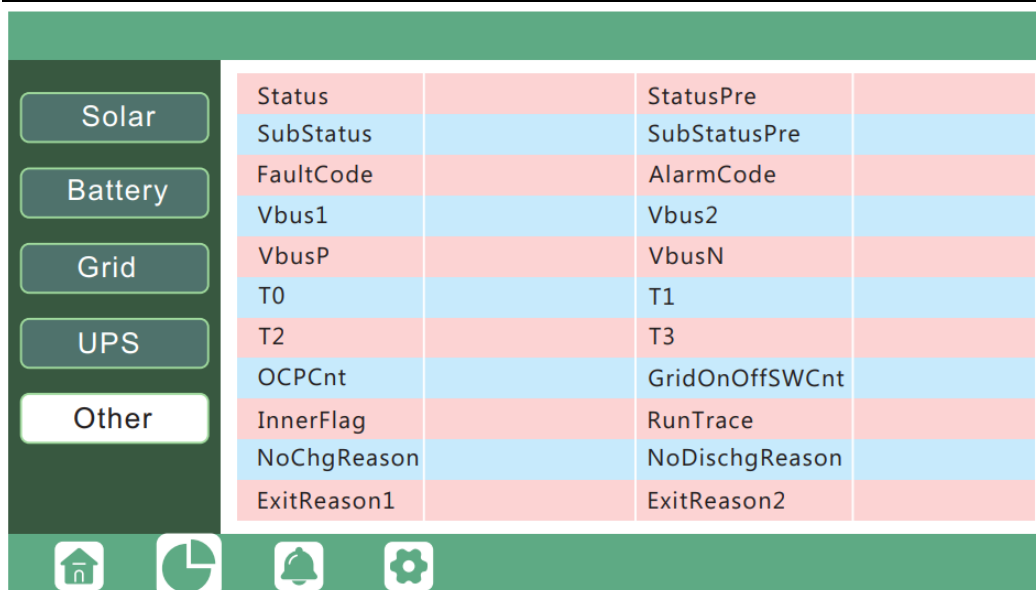 Solar
Battery
Grid
UPS
Other
Status StatusPre
SubStatus SubStatusPre
FaultCode AlarmCode
Vbus1 Vbus2
VbusP VbusN
T0 T1
T2 T3
OCPCnt GridOnOffSWCnt
InnerFlag RunTrace
NoChgReason NoDischgReason
ExitReason1 ExitReason2